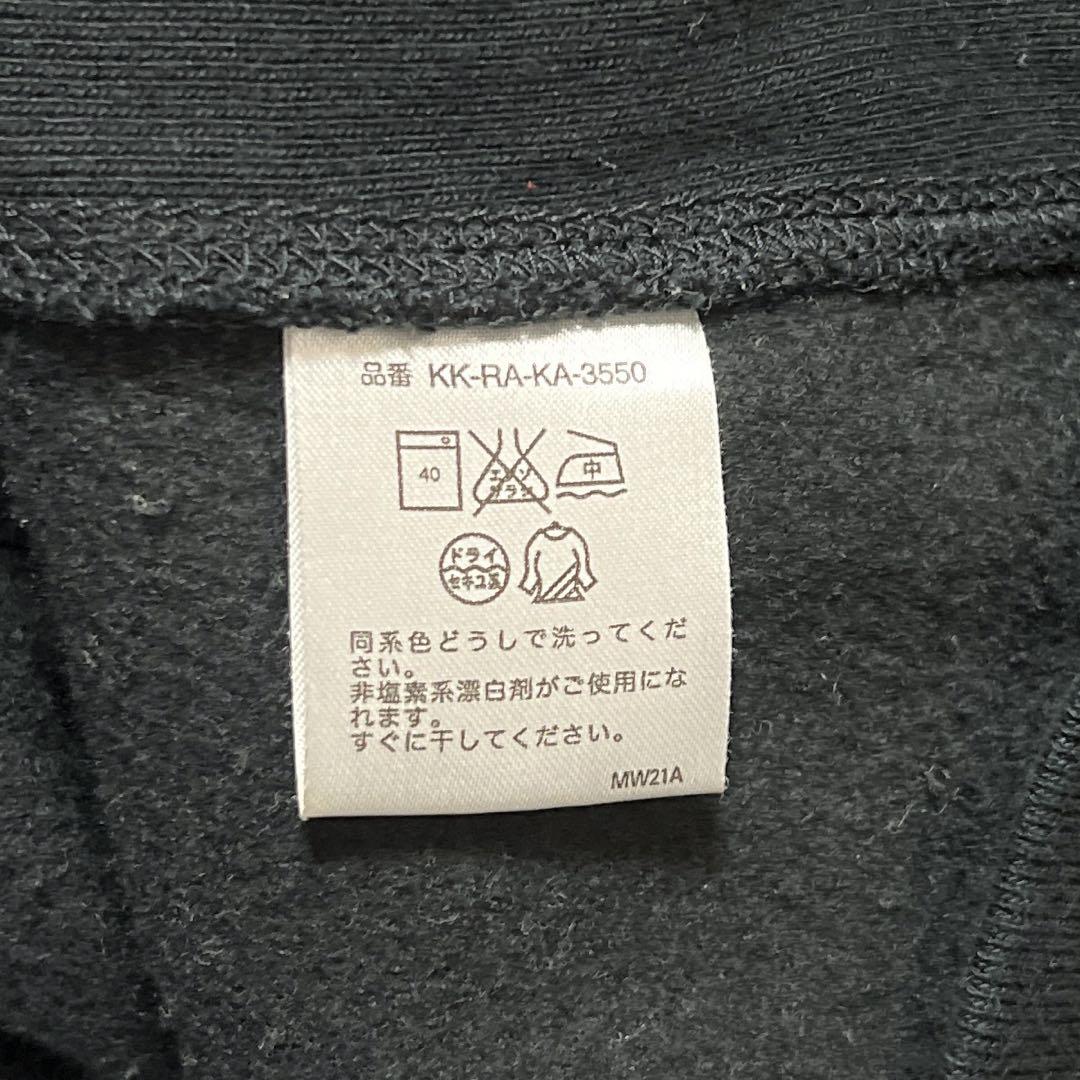 品番 KK-RA-KA-3550
40
エンソ
サラシ
中
ドライ
セキユ系
同系色どうしで洗ってくだ
さい。
非塩素系漂白剤がご使用にな
れます。
すぐに干してください。
MW21A